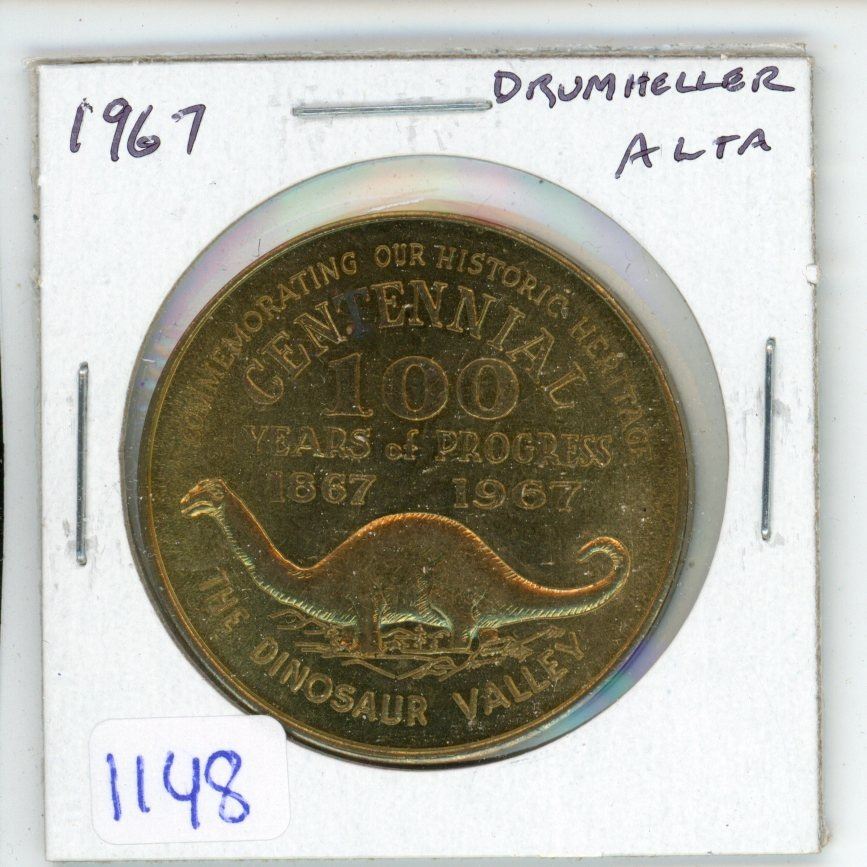 1967
DRUMHELLER
ALTA
COMMEMORATING OUR HISTORIC HERITAGE
CENTENNIAL
100
YEARS of PROGRESS
1867 1967
THE DINOSAUR VALLEY
1148